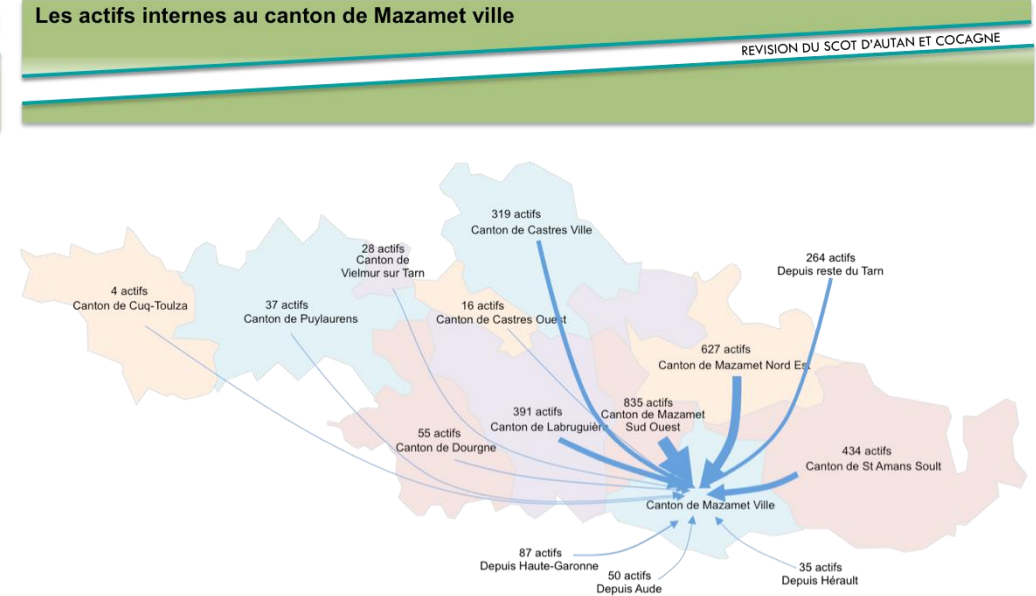 Les actifs internes au canton de Mazamet ville
REVISION DU SCOT D'AUTAN ET COCAGNE
319 actifs
Canton de Castres Ville
28 actifs
Canton de
Vielmur sur Tarn
264 actifs
Depuis reste du Tarn
4 actifs
Canton de Cuq-Toulza
37 actifs
Canton de Puylaurens
16 actifs
Canton de Castres Ouest
627 actifs
Canton de Mazamet Nord Est
835 actifs
Canton de Mazamet
Sud Ouest
391 actifs
Canton de Labruguière
55 actifs
Canton de Dourgne
434 actifs
Canton de St Amans Soult
Canton de Mazamet Ville
87 actifs
Depuis Haute-Garonne
50 actifs
Depuis Aude
35 actifs
Depuis Hérault